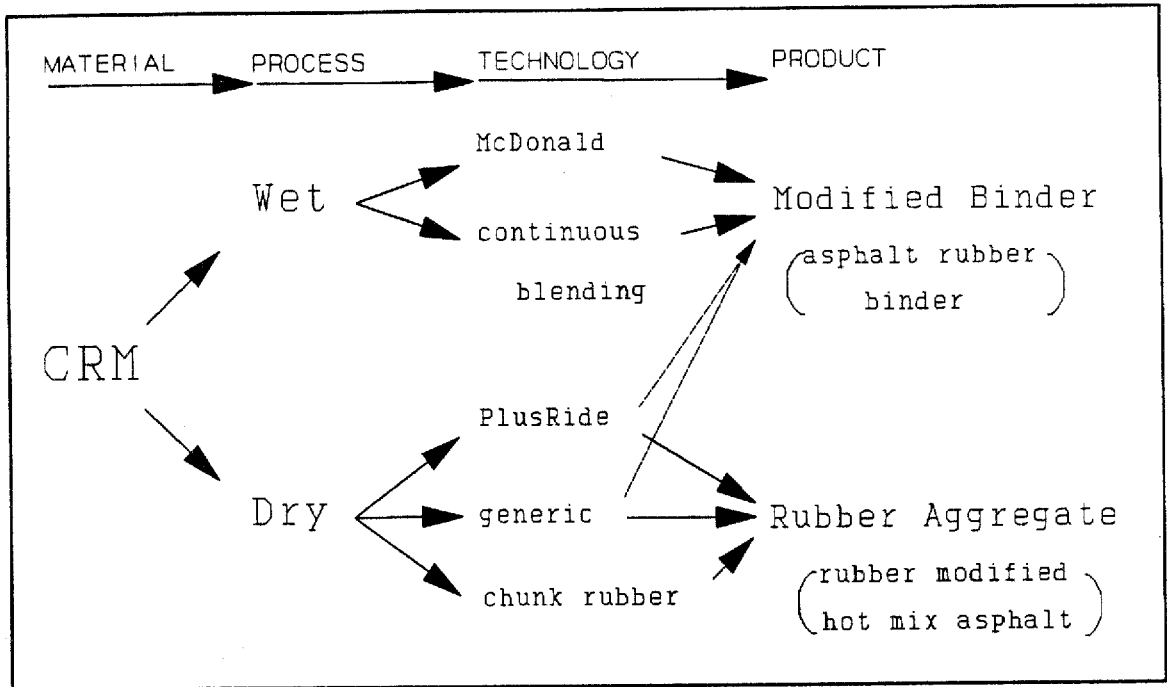 MATERIAL PROCESS TECHNOLOGY PRODUCT
McDonald
Wet
Modified Binder
continuous
blending
(asphalt rubber
binder)
CRM
PlusRide
Dry
generic
Rubber Aggregate
chunk rubber
(rubber modified
hot mix asphalt)